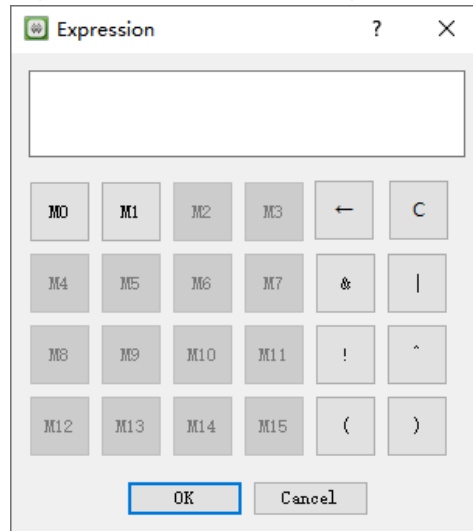 Expression ? ×
M0 M1 M2 M3 ← C
M4 M5 M6 M7 & |
M8 M9 M10 M11 ! ^
M12 M13 M14 M15 ( )
OK Cancel